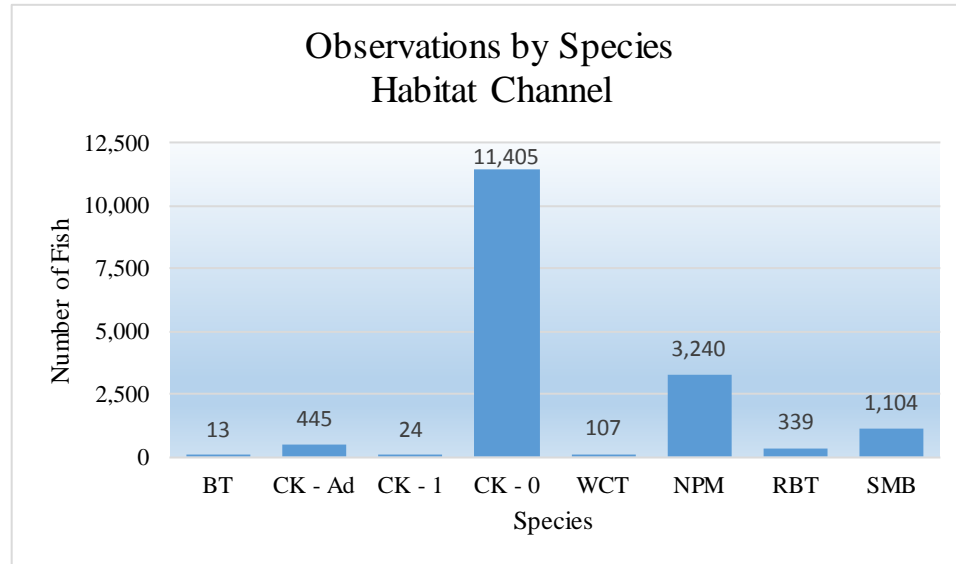 Observations by Species
Habitat Channel
12,500
10,000
7,500
5,000
2,500
0
Number of Fish
13
445
24
11,405
107
3,240
339
1,104
BT
CK - Ad
CK - 1
CK - 0
WCT
NPM
RBT
SMB
Species